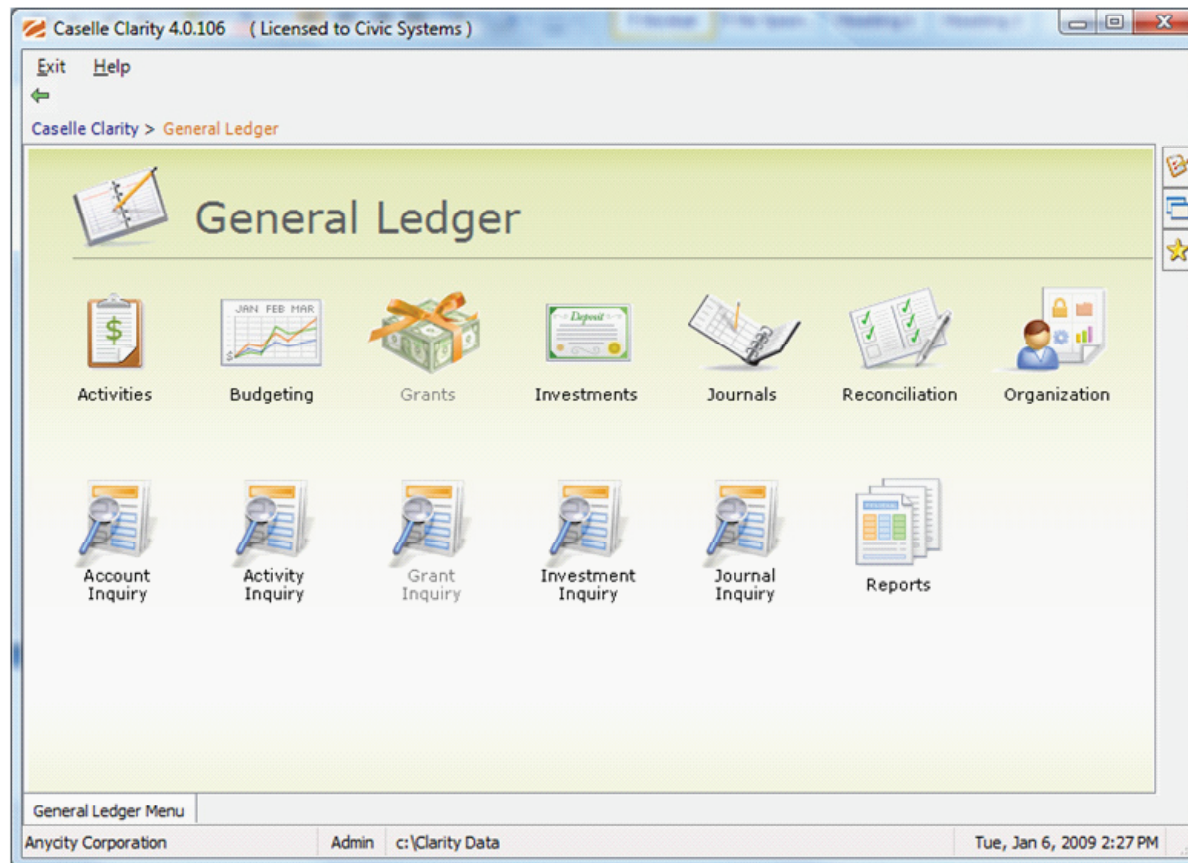 Caselle Clarity 4.0.106 ( Licensed to Civic Systems )
Exit Help
Caselle Clarity > General Ledger
General Ledger
JAN FEB MAR
$
$
Deposit
Activities Budgeting Grants Investments Journals Reconciliation Organization
Account Inquiry
Activity Inquiry
Grant Inquiry
Investment Inquiry
Journal Inquiry
Reports
General Ledger Menu
Anycity Corporation Admin c:\Clarity Data Tue, Jan 6, 2009 2:27 PM